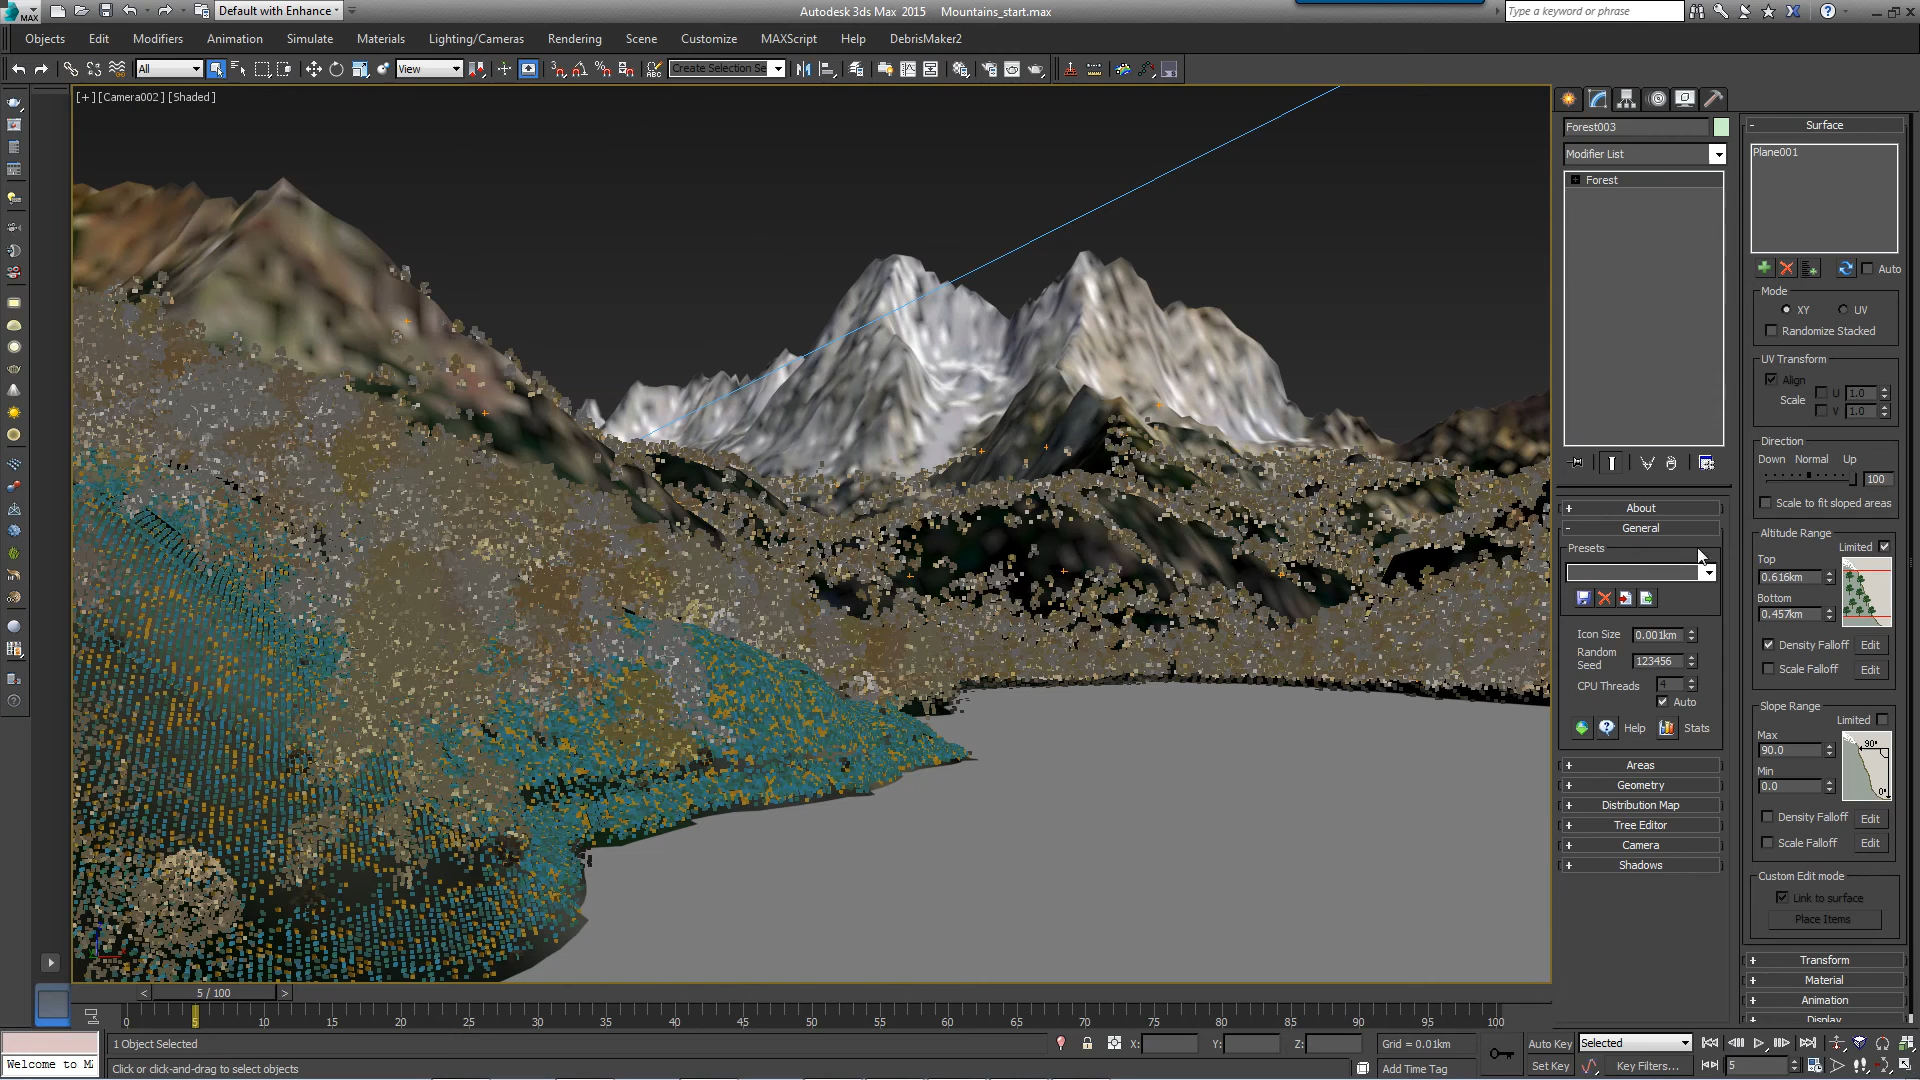 MAX
Default with Enhance
Autodesk 3ds Max 2015 Mountains_start.max
Type a keyword or phrase
Objects Edit Modifiers Animation Simulate Materials Lighting/Cameras Rendering Scene Customize MAXScript Help DebrisMaker2
All
View
Create Selection Se
[+] [Camera002] [Shaded]
Forest003
Modifier List
Forest
About
General
Presets
Icon Size 0.001km
Random Seed 123456
CPU Threads 4
Auto
Help Stats
Areas
Geometry
Distribution Map
Tree Editor
Camera
Shadows
Surface
Plane001
Auto
Mode
XY UV
Randomize Stacked
UV Transform
Align
Scale
U 1.0
V 1.0
Direction
Down Normal Up
100
Scale to fit sloped areas
Altitude Range
Limited
Top
0.616km
Bottom
0.457km
Density Falloff Edit
Scale Falloff Edit
Slope Range
Limited
Max
90.0
90°
Min
0.0
0°
Density Falloff Edit
Scale Falloff Edit
Custom Edit mode
Link to surface
Place Items
Transform
Material
Animation
Display
< 5 / 100 >
0 5 10 15 20 25 30 35 40 45 50 55 60 65 70 75 80 85 90 95 100
1 Object Selected
X: Y: Z:
Grid = 0.01km
Auto Key Selected
Welcome to M
Click or click-and-drag to select objects
Add Time Tag
Set Key
Key Filters...
5